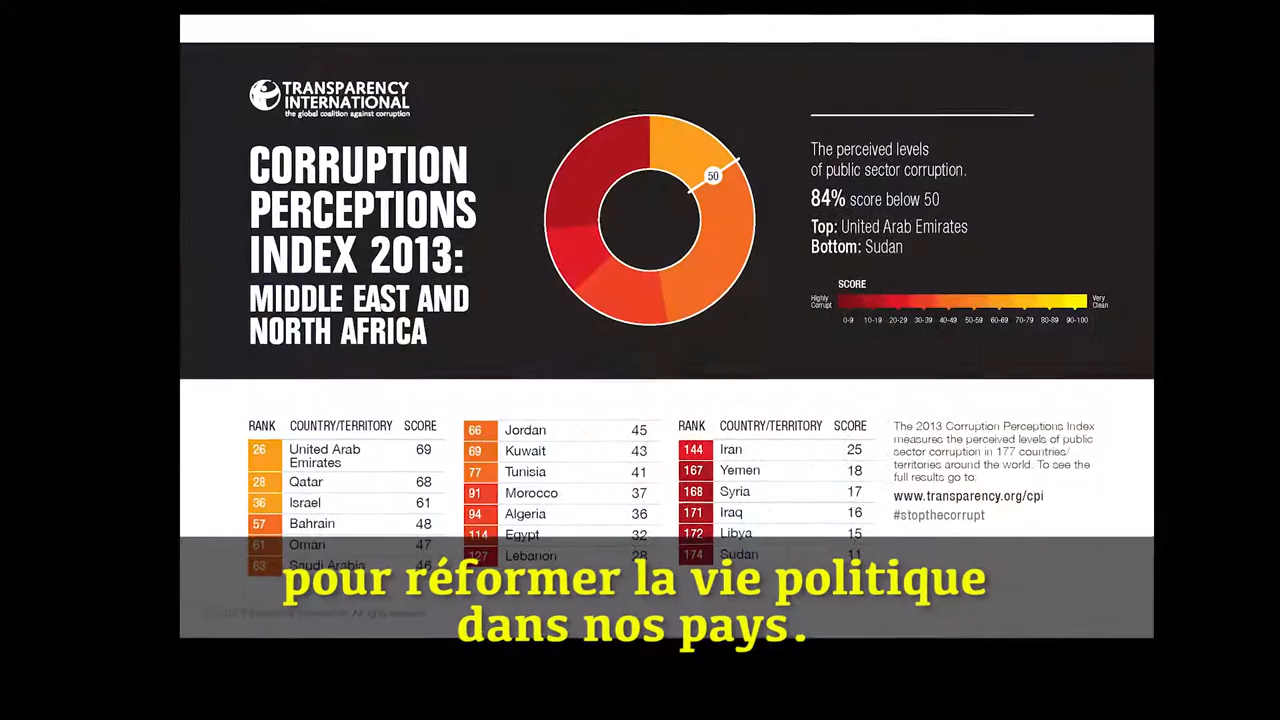 TRANSPARENCY
INTERNATIONAL
the global coalition against corruption
CORRUPTION
PERCEPTIONS
INDEX 2013:
MIDDLE EAST AND
NORTH AFRICA
50
The perceived levels
of public sector corruption.
84% score below 50
Top: United Arab Emirates
Bottom: Sudan
SCORE
Highly
Corrupt
Very
Clean
0-9 10-19 20-29 30-39 40-49 50-59 60-69 70-79 80-89 90-100
RANK COUNTRY/TERRITORY SCORE
26 United Arab Emirates 69
28 Qatar 68
36 Israel 61
57 Bahrain 48
61 Oman 47
63 Saudi Arabia 46
66 Jordan 45
69 Kuwait 43
77 Tunisia 41
91 Morocco 37
94 Algeria 36
114 Egypt 32
127 Lebanon 28
RANK COUNTRY/TERRITORY SCORE
144 Iran 25
167 Yemen 18
168 Syria 17
171 Iraq 16
172 Libya 15
174 Sudan 11
The 2013 Corruption Perceptions Index
measures the perceived levels of public
sector corruption in 177 countries/
territories around the world. To see the
full results go to:
www.transparency.org/cpi
#stopthecorrupt
pour réformer la vie politique
dans nos pays.